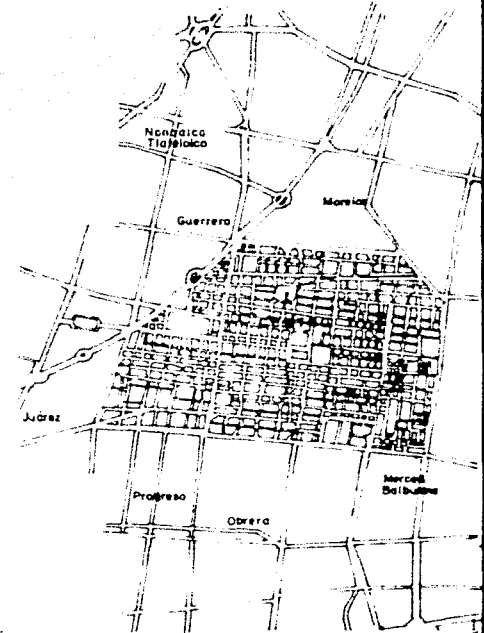 Nonoalco
Tlatelolco
Morelos
Guerrero
Juárez
Merced
Balbuena
Progreso
Obrera